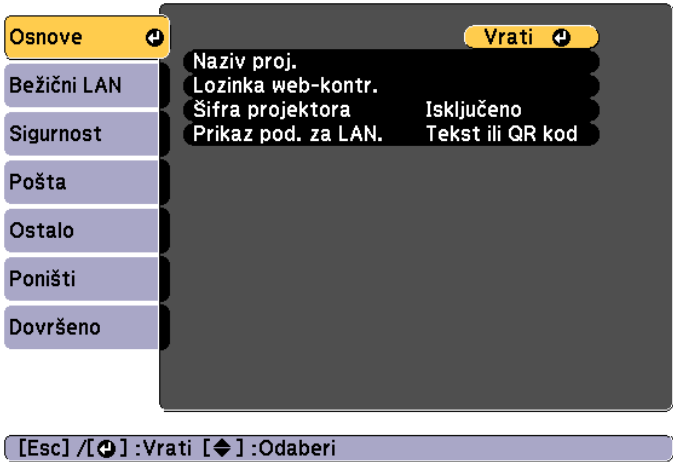 Osnove
Bežični LAN
Sigurnost
Pošta
Ostalo
Poništi
Dovršeno
Vrati
Naziv proj.
Lozinka web-kontr.
Šifra projektora Isključeno
Prikaz pod. za LAN. Tekst ili QR kod
[Esc] /[⏎] :Vrati [◆] :Odaberi